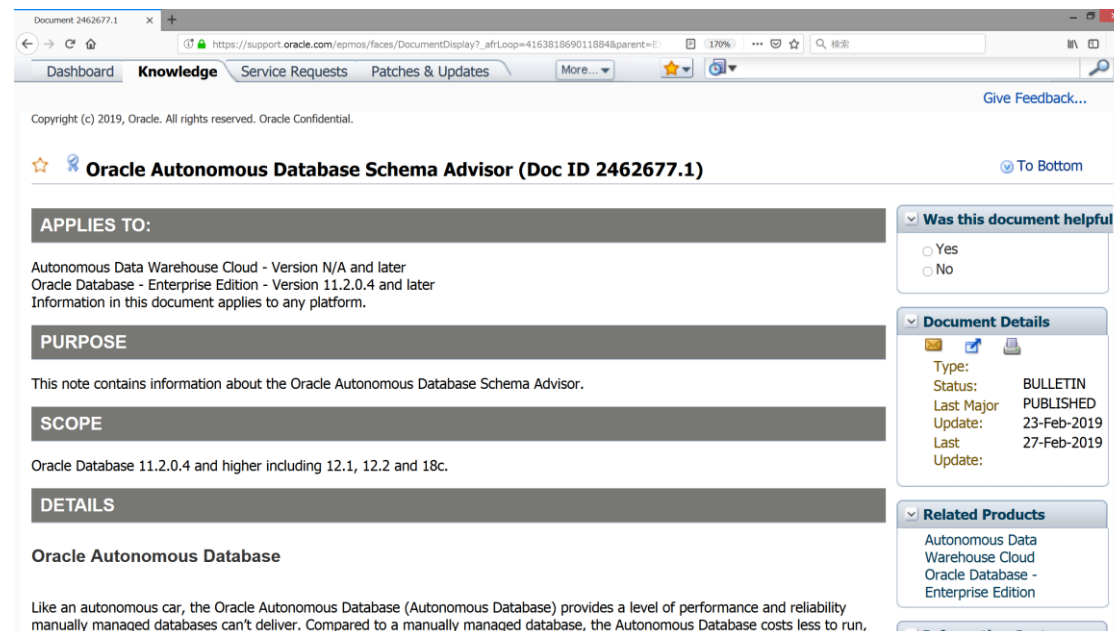 Document 2462677.1
https://support.oracle.com/epmos/faces/DocumentDisplay?_afrLoop=416381869011884&parent=E
170%
検索
Dashboard Knowledge Service Requests Patches & Updates More...
Give Feedback...
Copyright (c) 2019, Oracle. All rights reserved. Oracle Confidential.
Oracle Autonomous Database Schema Advisor (Doc ID 2462677.1)
To Bottom
APPLIES TO:
Autonomous Data Warehouse Cloud - Version N/A and later
Oracle Database - Enterprise Edition - Version 11.2.0.4 and later
Information in this document applies to any platform.
PURPOSE
This note contains information about the Oracle Autonomous Database Schema Advisor.
SCOPE
Oracle Database 11.2.0.4 and higher including 12.1, 12.2 and 18c.
DETAILS
Oracle Autonomous Database
Like an autonomous car, the Oracle Autonomous Database (Autonomous Database) provides a level of performance and reliability
manually managed databases can't deliver. Compared to a manually managed database, the Autonomous Database costs less to run,
Was this document helpful
Yes
No
Document Details
Type:
Status: BULLETIN
Last Major PUBLISHED
Update: 23-Feb-2019
Last 27-Feb-2019
Update:
Related Products
Autonomous Data
Warehouse Cloud
Oracle Database -
Enterprise Edition